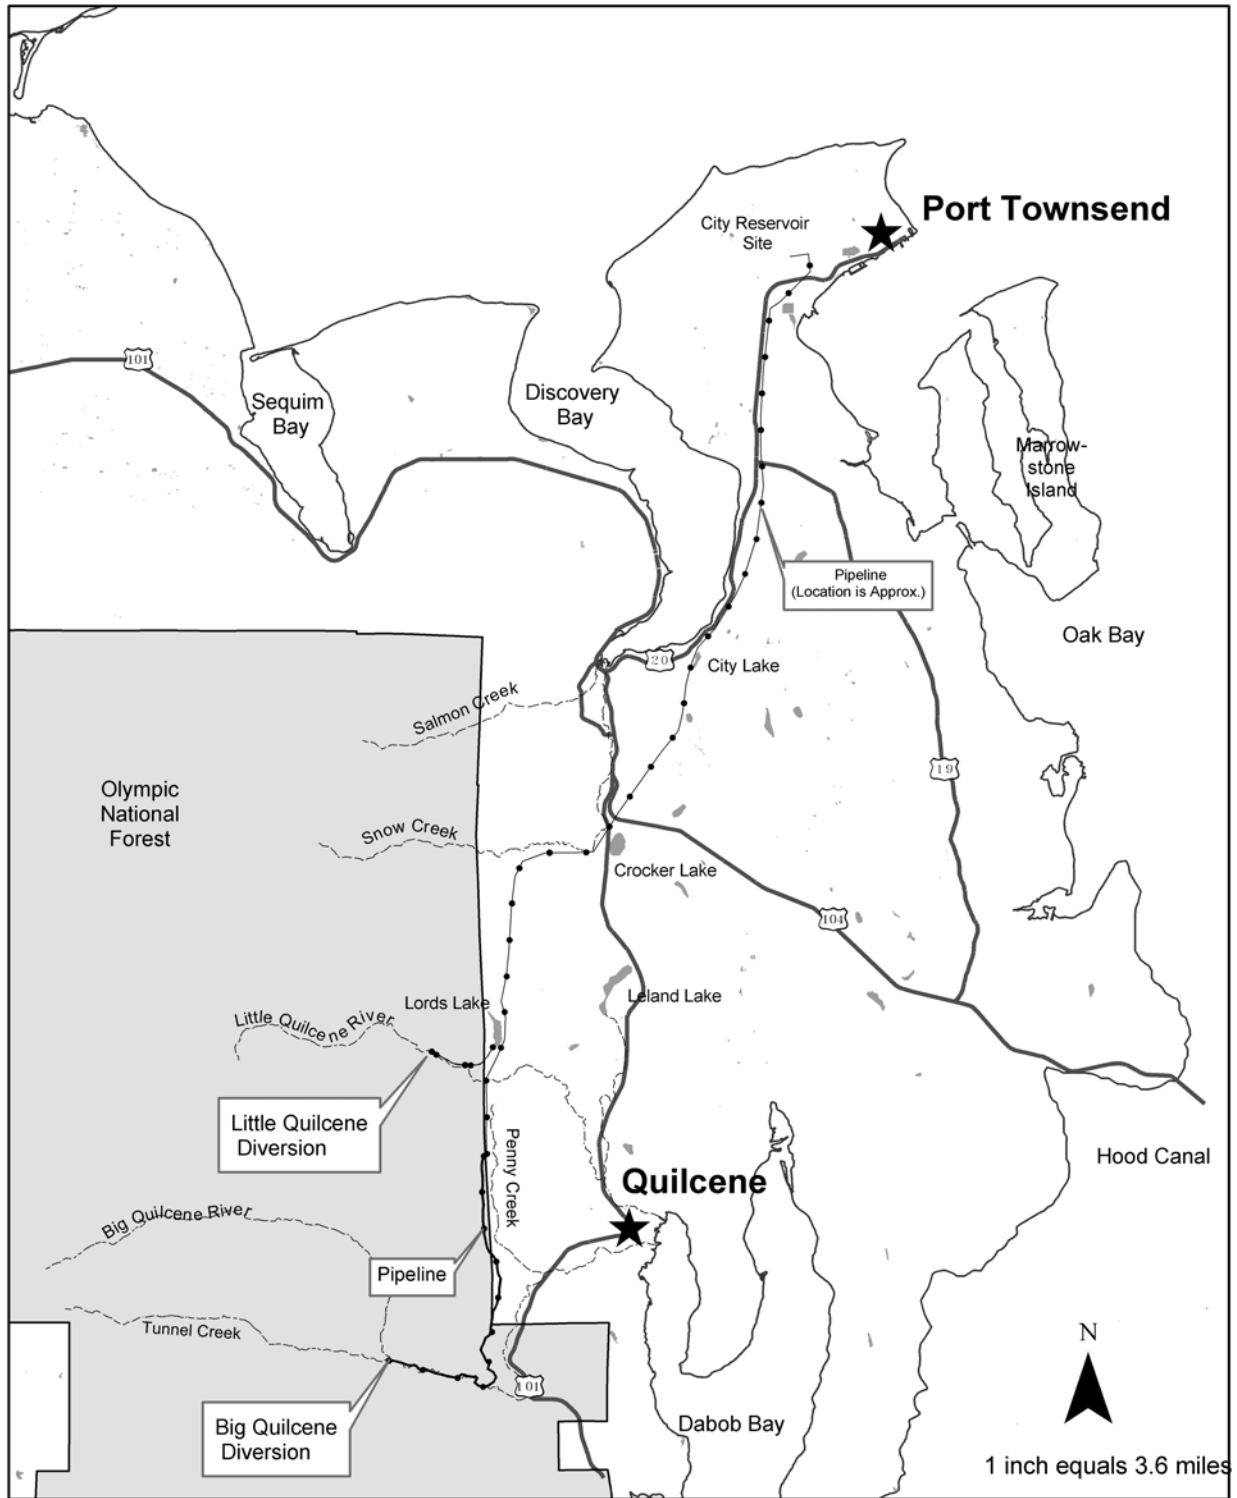 Port Townsend
City Reservoir
Site
101
Sequim
Bay
Discovery
Bay
Marrow-
stone
Island
Pipeline
(Location is Approx.)
Oak Bay
20
City Lake
Salmon Creek
19
Olympic
National
Forest
Snow Creek
Crocker Lake
104
Lords Lake
Leland Lake
Little Quilcene River
Little Quilcene
Diversion
Penny Creek
Hood Canal
Quilcene
Big Quilcene River
Pipeline
Tunnel Creek
N
101
Big Quilcene
Diversion
Dabob Bay
1 inch equals 3.6 miles